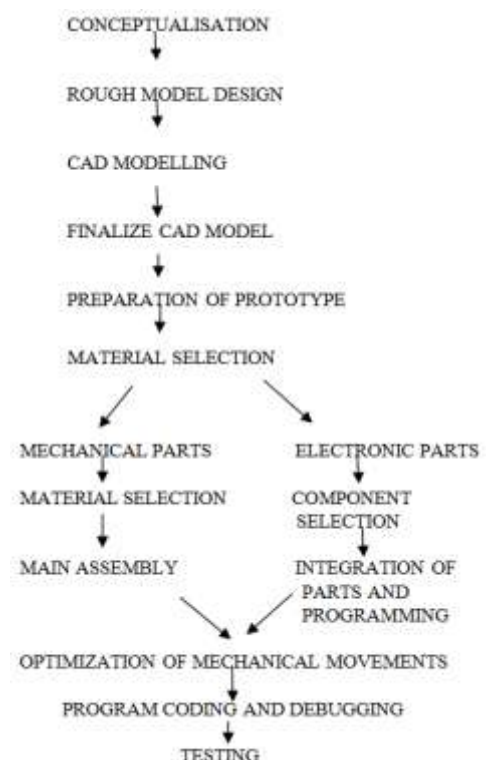 CONCEPTUALISATION
ROUGH MODEL DESIGN
CAD MODELLING
FINALIZE CAD MODEL
PREPARATION OF PROTOTYPE
MATERIAL SELECTION
MECHANICAL PARTS
MATERIAL SELECTION
MAIN ASSEMBLY
ELECTRONIC PARTS
COMPONENT
SELECTION
INTEGRATION OF
PARTS AND
PROGRAMMING
OPTIMIZATION OF MECHANICAL MOVEMENTS
PROGRAM CODING AND DEBUGGING
TESTING